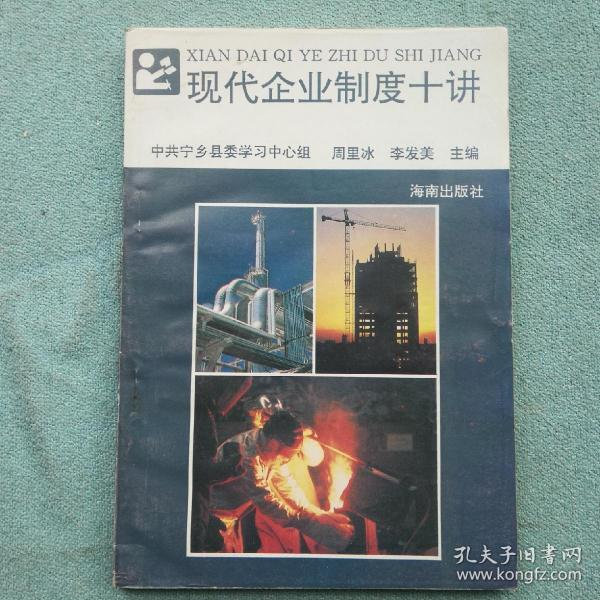 XIAN DAI QI YE ZHI DU SHI JIANG
现代企业制度十讲
中共宁乡县委学习中心组 周里冰 李发美 主编
海南出版社
孔夫子旧书网
www.kongfz.com